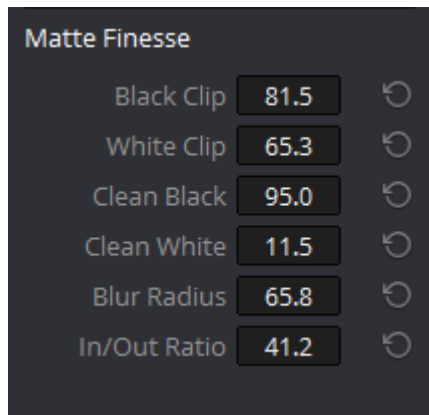 Matte Finesse
Black Clip 81.5
White Clip 65.3
Clean Black 95.0
Clean White 11.5
Blur Radius 65.8
In/Out Ratio 41.2